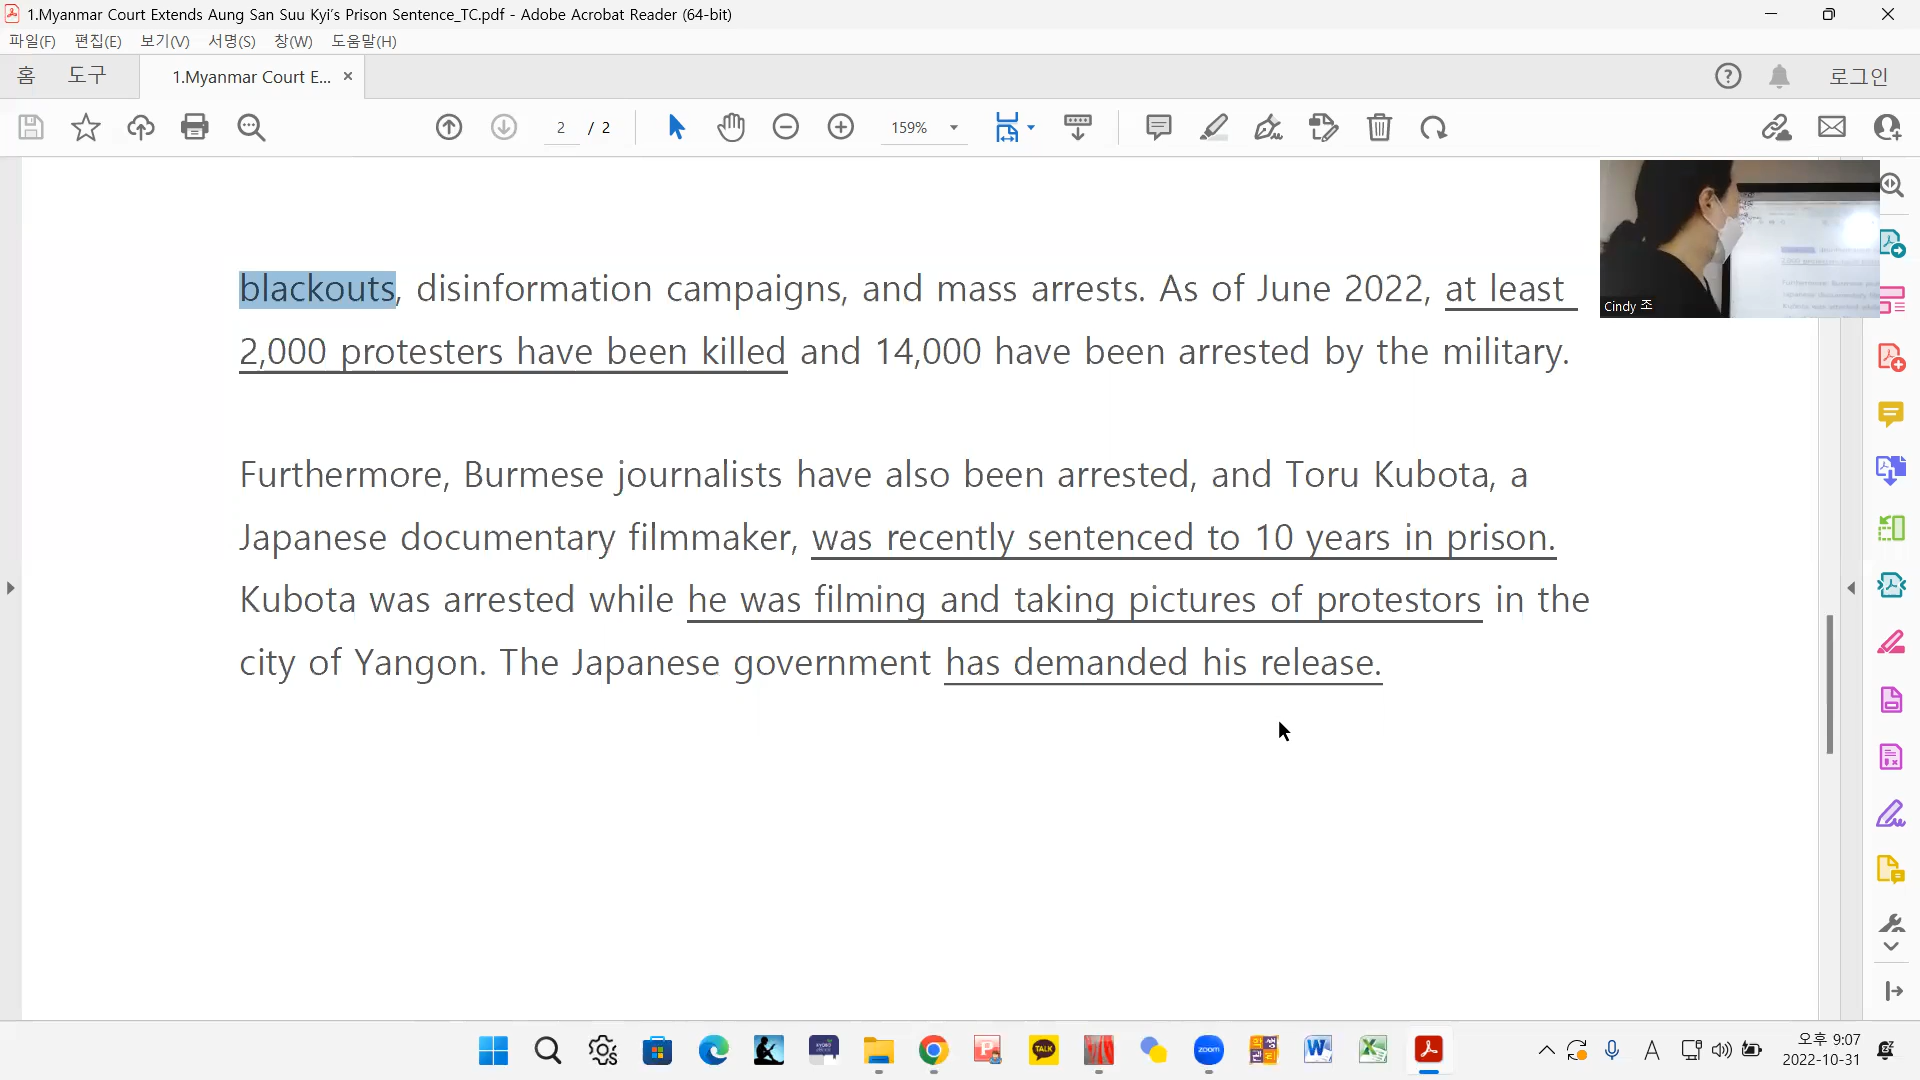 1.Myanmar Court Extends Aung San Suu Kyi's Prison Sentence_TC.pdf - Adobe Acrobat Reader (64-bit)
파일(F) 편집(E) 보기(V) 서명(S) 창(W) 도움말(H)
홈 도구 1.Myanmar Court E... × 로그인
2 / 2 159%
blackouts, disinformation campaigns, and mass arrests. As of June 2022, at least
2,000 protesters have been killed and 14,000 have been arrested by the military.
Furthermore, Burmese journalists have also been arrested, and Toru Kubota, a
Japanese documentary filmmaker, was recently sentenced to 10 years in prison.
Kubota was arrested while he was filming and taking pictures of protestors in the
city of Yangon. The Japanese government has demanded his release.
Cindy 조
TALK
zoom
A
오후 9:07
2022-10-31